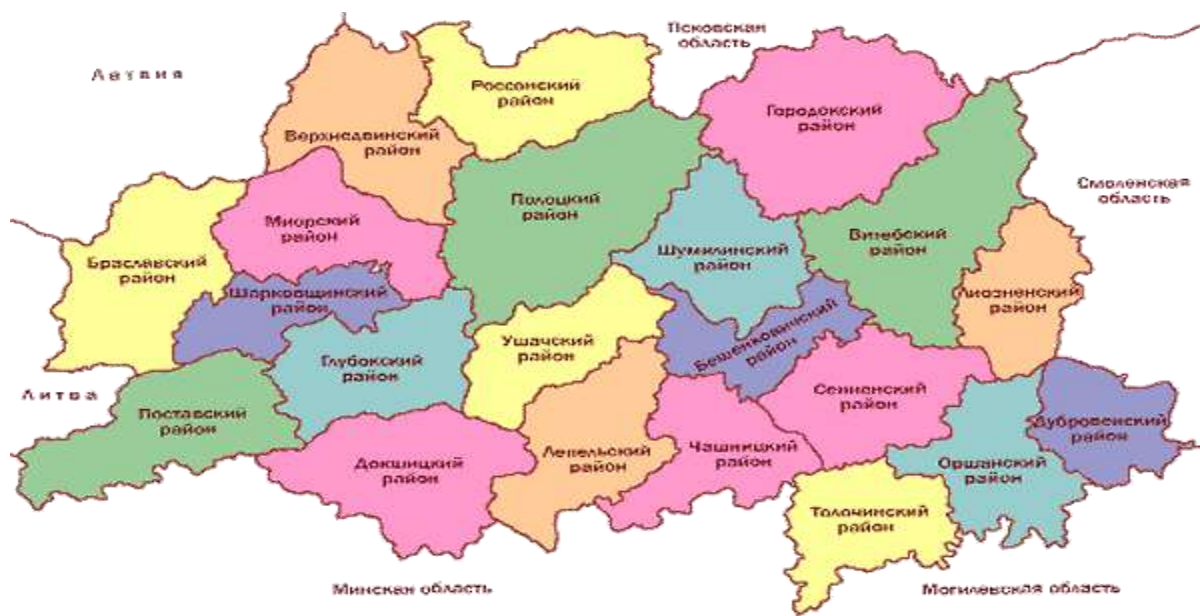 Псковская
область
Латвия
Россонский
район
Городокский
район
Верхнедвинский
район
Полоцкий
район
Смоленская
область
Миорский
район
Витебский
район
Шумилинский
район
Браславский
район
Шарковщинский
район
Лиозненский
район
Бешенковичский
район
Ушачский
район
Глубокский
район
Сенненский
район
Литва
Поставский
район
Дубровенский
район
Чашницкий
район
Лепельский
район
Докшицкий
район
Оршанский
район
Толочинский
район
Минская область
Могилевская область